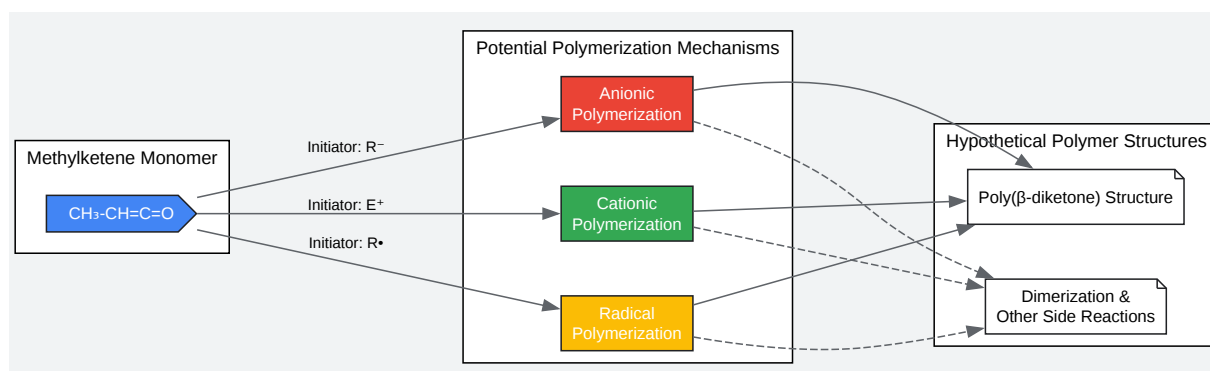 Methylketene Monomer
CH₃-CH=C=O
Initiator: R⁻
Initiator: E⁺
Initiator: R•
Potential Polymerization Mechanisms
Anionic
Polymerization
Cationic
Polymerization
Radical
Polymerization
Hypothetical Polymer Structures
Poly(β-diketone) Structure
Dimerization &
Other Side Reactions